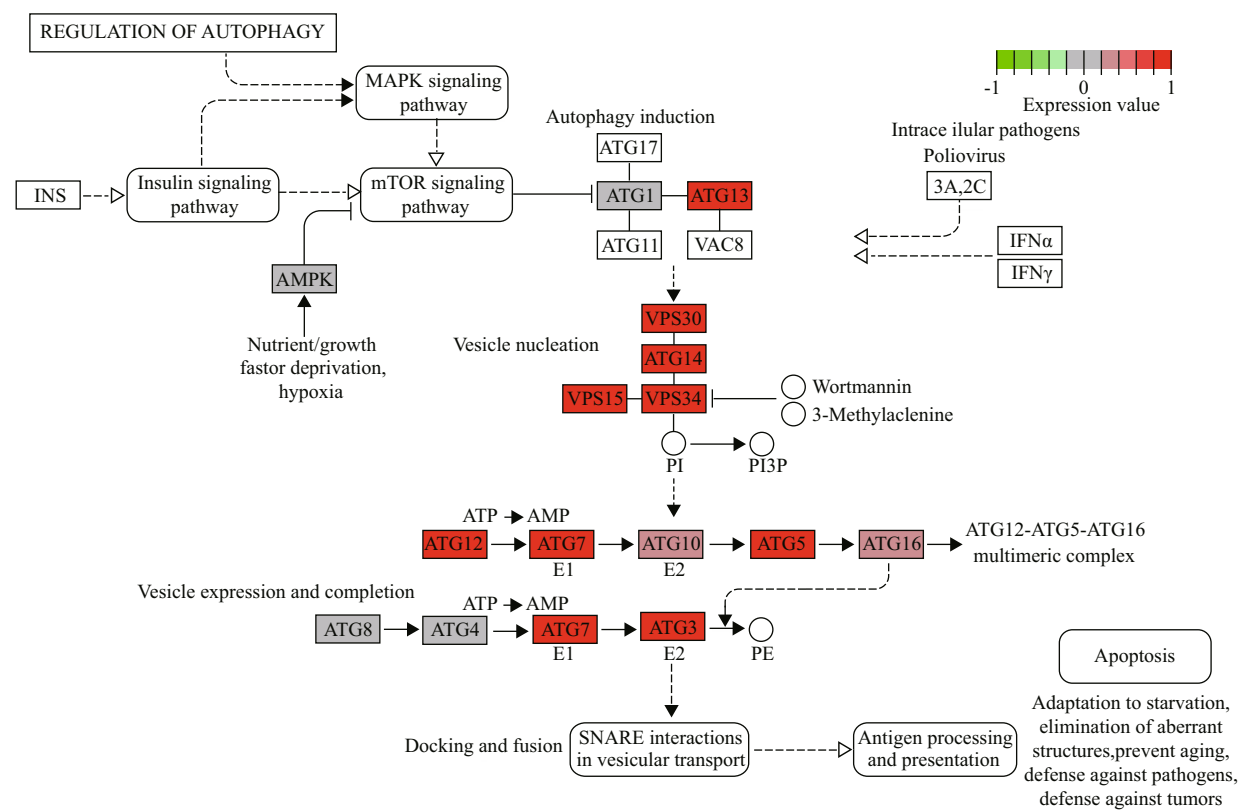 REGULATION OF AUTOPHAGY
MAPK signaling
pathway
-1
0
1
Expression value
Autophagy induction
Intrace ilular pathogens
Poliovirus
ATG17
3A,2C
INS
Insulin signaling
pathway
mTOR signaling
pathway
ATG1
ATG13
ATG11
VAC8
IFNα
IFNγ
AMPK
Nutrient/growth
fastor deprivation,
hypoxia
VPS30
Vesicle nucleation
ATG14
VPS15
VPS34
Wortmannin
3-Methylaclenine
PI
PI3P
ATP
AMP
ATG12
ATG7
ATG10
ATG5
ATG16
ATG12-ATG5-ATG16
multimeric complex
E1
E2
Vesicle expression and completion
ATP
AMP
ATG8
ATG4
ATG7
ATG3
E1
E2
PE
Apoptosis
Docking and fusion
SNARE interactions
in vesicular transport
Antigen processing
and presentation
Adaptation to starvation,
elimination of aberrant
structures,prevent aging,
defense against pathogens,
defense against tumors